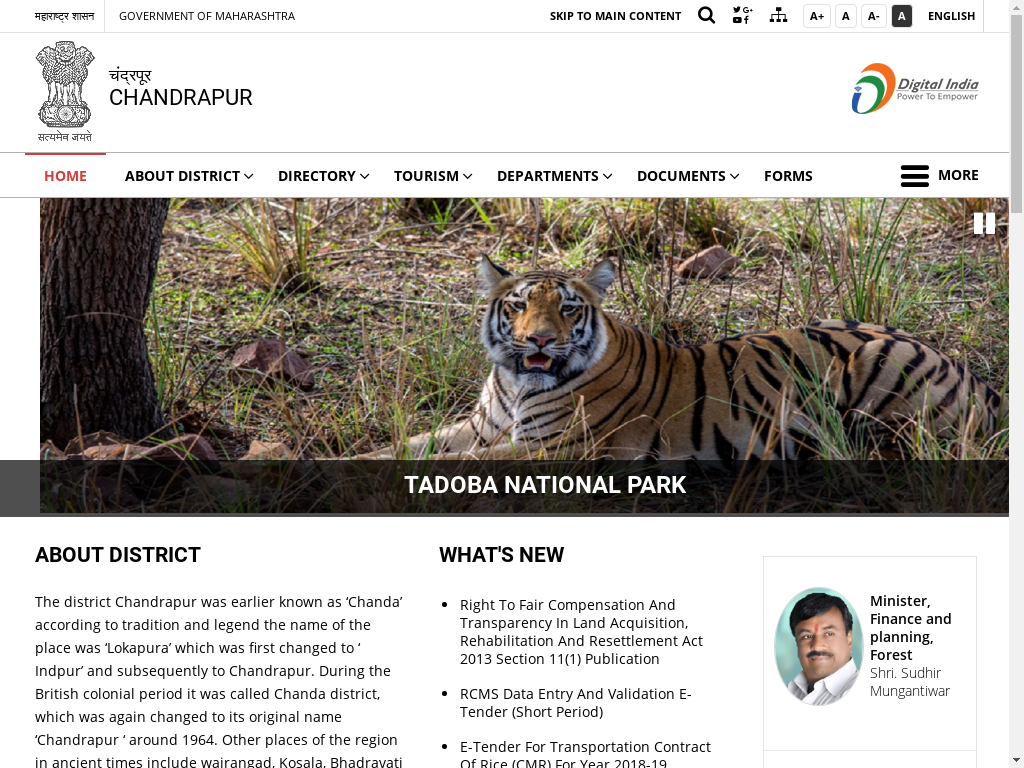 महाराष्ट्र शासन
GOVERNMENT OF MAHARASHTRA
SKIP TO MAIN CONTENT
A+
A
A-
A
ENGLISH
सत्यमेव जयते
चंद्रपूर
CHANDRAPUR
Digital India
Power To Empower
HOME
ABOUT DISTRICT
DIRECTORY
TOURISM
DEPARTMENTS
DOCUMENTS
FORMS
MORE
TADOBA NATIONAL PARK
ABOUT DISTRICT
The district Chandrapur was earlier known as ‘Chanda’
according to tradition and legend the name of the
place was ‘Lokapura’ which was first changed to ‘
Indpur’ and subsequently to Chandrapur. During the
British colonial period it was called Chanda district,
which was again changed to its original name
‘Chandrapur ‘ around 1964. Other places of the region
in ancient times include wairangad, Kosala, Bhadravati
WHAT'S NEW
Right To Fair Compensation And
Transparency In Land Acquisition,
Rehabilitation And Resettlement Act
2013 Section 11(1) Publication
RCMS Data Entry And Validation E-
Tender (Short Period)
E-Tender For Transportation Contract
Of Rice (CMR) For Year 2018-19
Minister,
Finance and
planning,
Forest
Shri. Sudhir
Mungantiwar